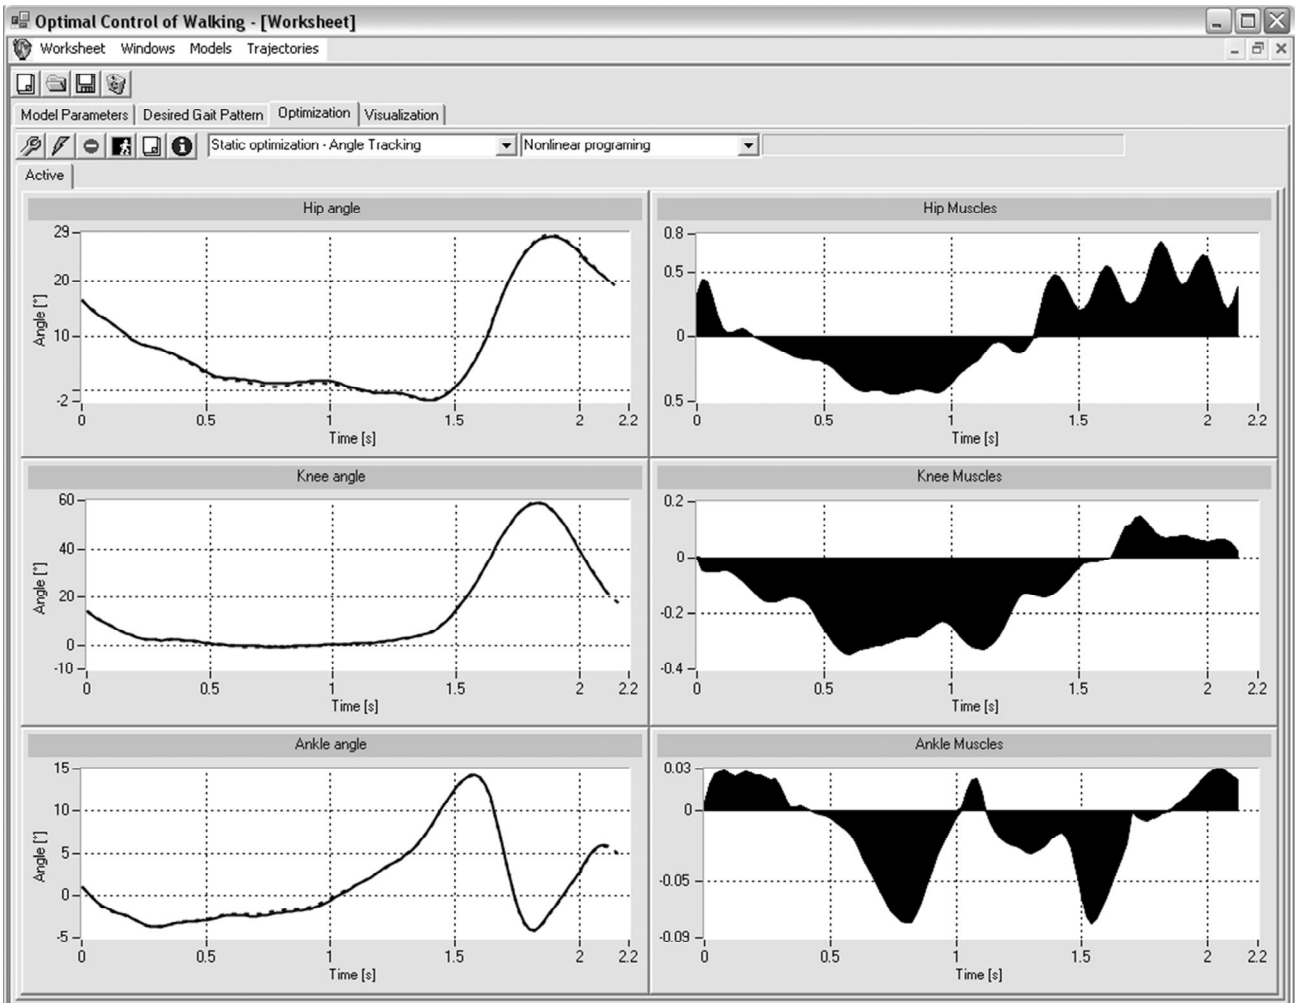 Optimal Control of Walking - [Worksheet]
Worksheet Windows Models Trajectories
Model Parameters Desired Gait Pattern Optimization Visualization
Static optimization - Angle Tracking Nonlinear programing
Active
Hip angle
29
20
10
-2
Angle [°]
0 0.5 1 1.5 2 2.2
Time [s]
Hip Muscles
0.8
0.5
0
0.5
0 0.5 1 1.5 2 2.2
Time [s]
Knee angle
60
40
20
0
-10
Angle [°]
0 0.5 1 1.5 2 2.2
Time [s]
Knee Muscles
0.2
0
-0.2
-0.4
0 0.5 1 1.5 2 2.2
Time [s]
Ankle angle
15
10
5
0
-5
Angle [°]
0 0.5 1 1.5 2 2.2
Time [s]
Ankle Muscles
0.03
0
-0.05
-0.09
0 0.5 1 1.5 2 2.2
Time [s]